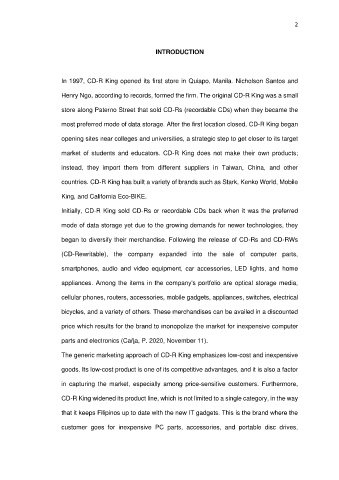 2
INTRODUCTION
In 1997, CD-R King opened its first store in Quiapo, Manila. Nicholson Santos and
Henry Ngo, according to records, formed the firm. The original CD-R King was a small
store along Paterno Street that sold CD-Rs (recordable CDs) when they became the
most preferred mode of data storage. After the first location closed, CD-R King began
opening sites near colleges and universities, a strategic step to get closer to its target
market of students and educators. CD-R King does not make their own products;
instead, they import them from different suppliers in Taiwan, China, and other
countries. CD-R King has built a variety of brands such as Stark, Kenko World, Mobile
King, and California Eco-BIKE.
Initially, CD-R King sold CD-Rs or recordable CDs back when it was the preferred
mode of data storage yet due to the growing demands for newer technologies, they
began to diversify their merchandise. Following the release of CD-Rs and CD-RWs
(CD-Rewritable), the company expanded into the sale of computer parts,
smartphones, audio and video equipment, car accessories, LED lights, and home
appliances. Among the items in the company's portfolio are optical storage media,
cellular phones, routers, accessories, mobile gadgets, appliances, switches, electrical
bicycles, and a variety of others. These merchandises can be availed in a discounted
price which results for the brand to monopolize the market for inexpensive computer
parts and electronics (Caña, P. 2020, November 11).
The generic marketing approach of CD-R King emphasizes low-cost and inexpensive
goods. Its low-cost product is one of its competitive advantages, and it is also a factor
in capturing the market, especially among price-sensitive customers. Furthermore,
CD-R King widened its product line, which is not limited to a single category, in the way
that it keeps Filipinos up to date with the new IT gadgets. This is the brand where the
customer goes for inexpensive PC parts, accessories, and portable disc drives.